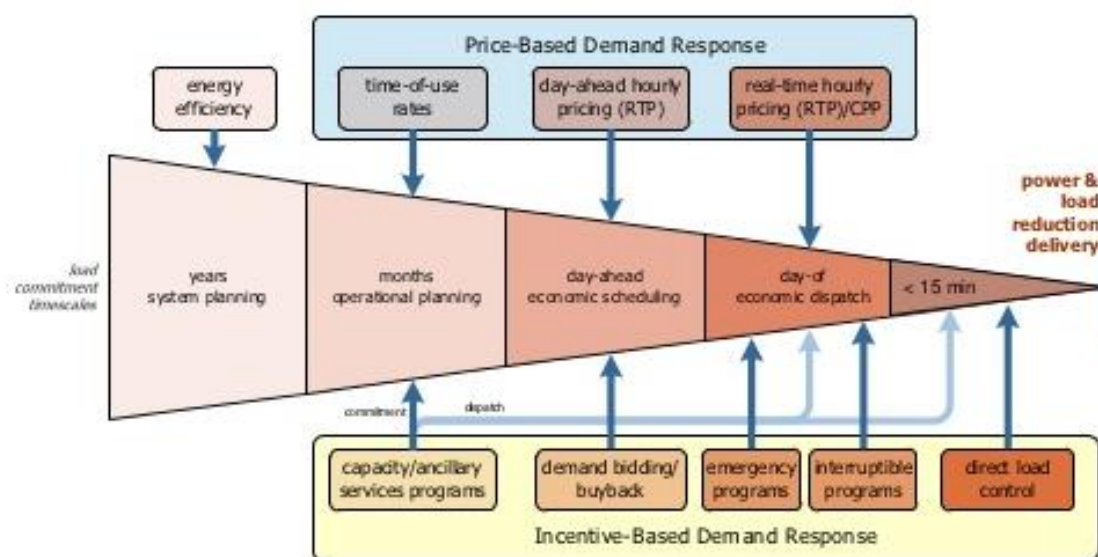 Price-Based Demand Response
energy
efficiency
time-of-use
rates
day-ahead hourly
pricing (RTP)
real-time hourly
pricing (RTP)/CPP
power &
load
reduction
delivery
load
commitment
timescales
years
system planning
months
operational planning
day-ahead
economic scheduling
day-of
economic dispatch
< 15 min
commitment
dispatch
capacity/ancillary
services programs
demand bidding/
buyback
emergency
programs
interruptible
programs
direct load
control
Incentive-Based Demand Response